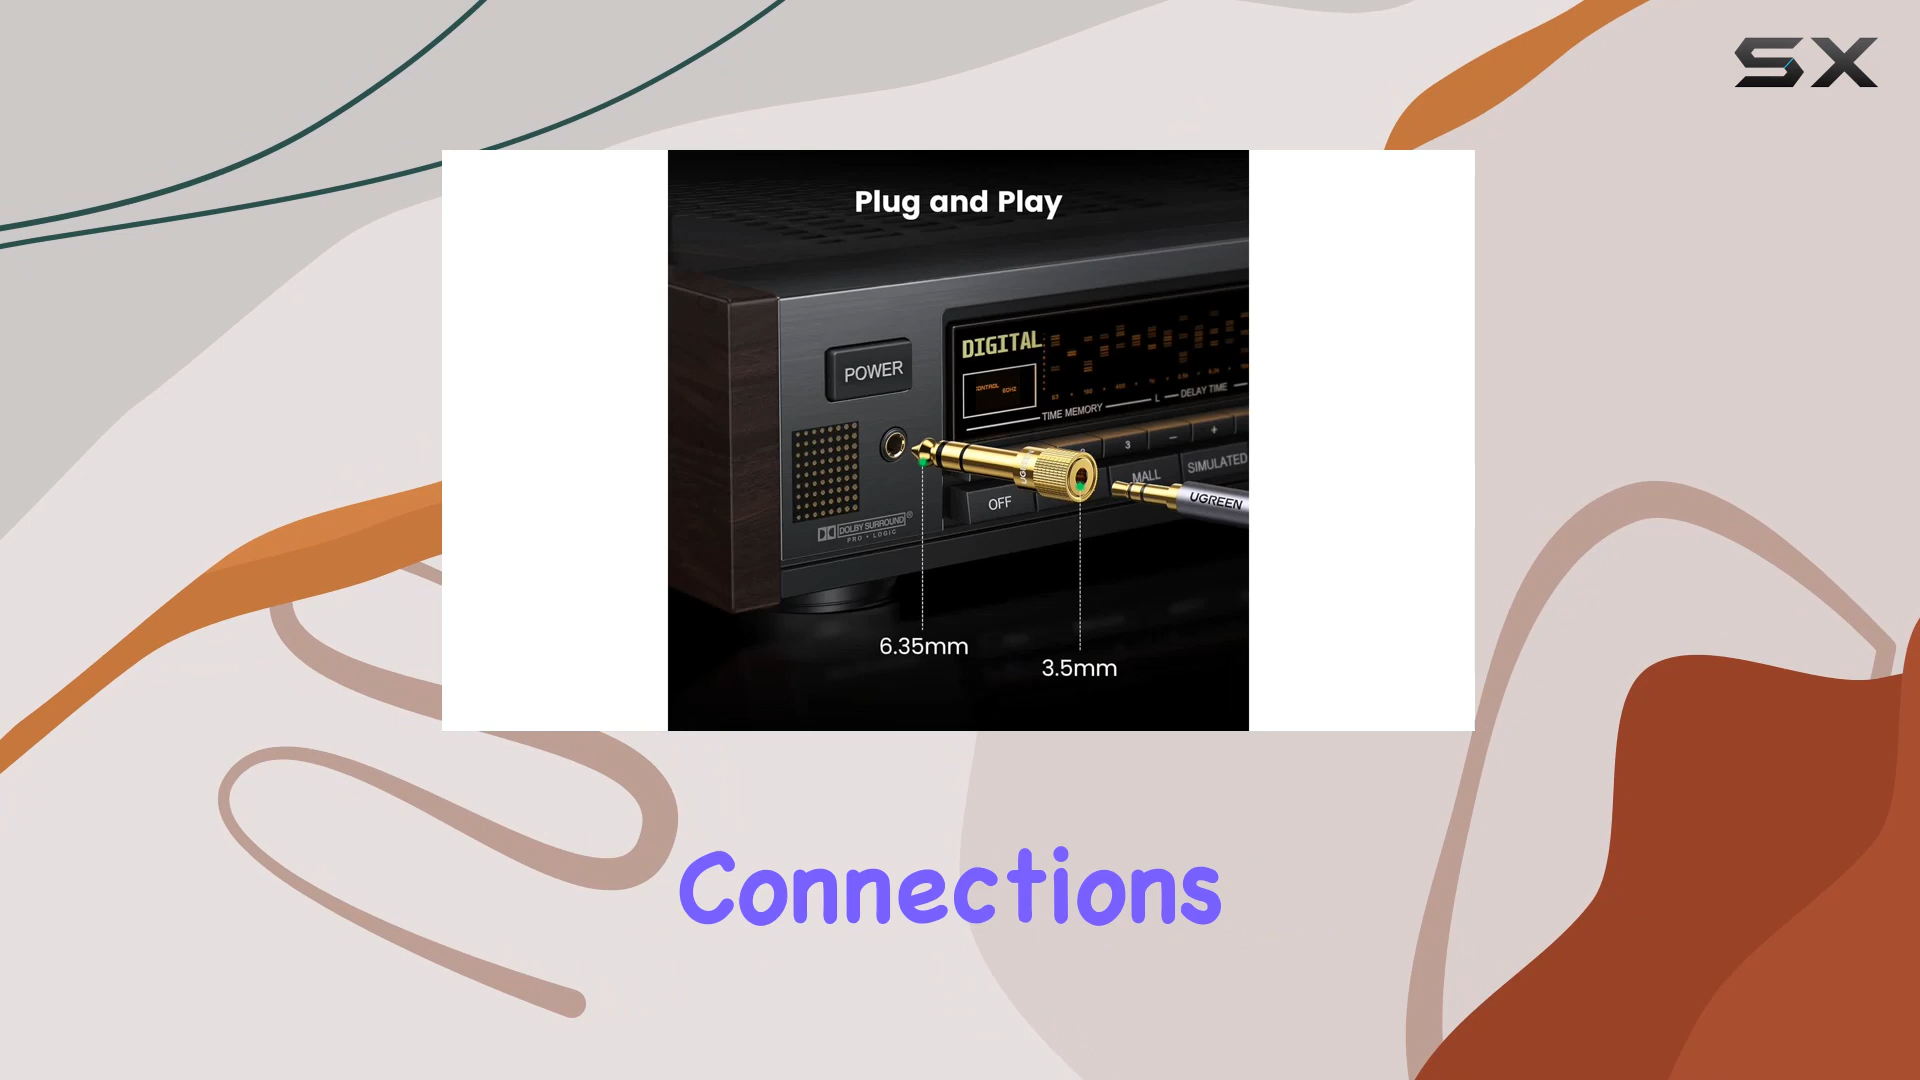 SX
Plug and Play
DIGITAL
POWER
CONTROL
TIME MEMORY
L
DELAY TIME
3
-
+
MALL
SIMULATED
UGREEN
OFF
DOLBY SURROUND
PRO • LOGIC
6.35mm
3.5mm
Connections